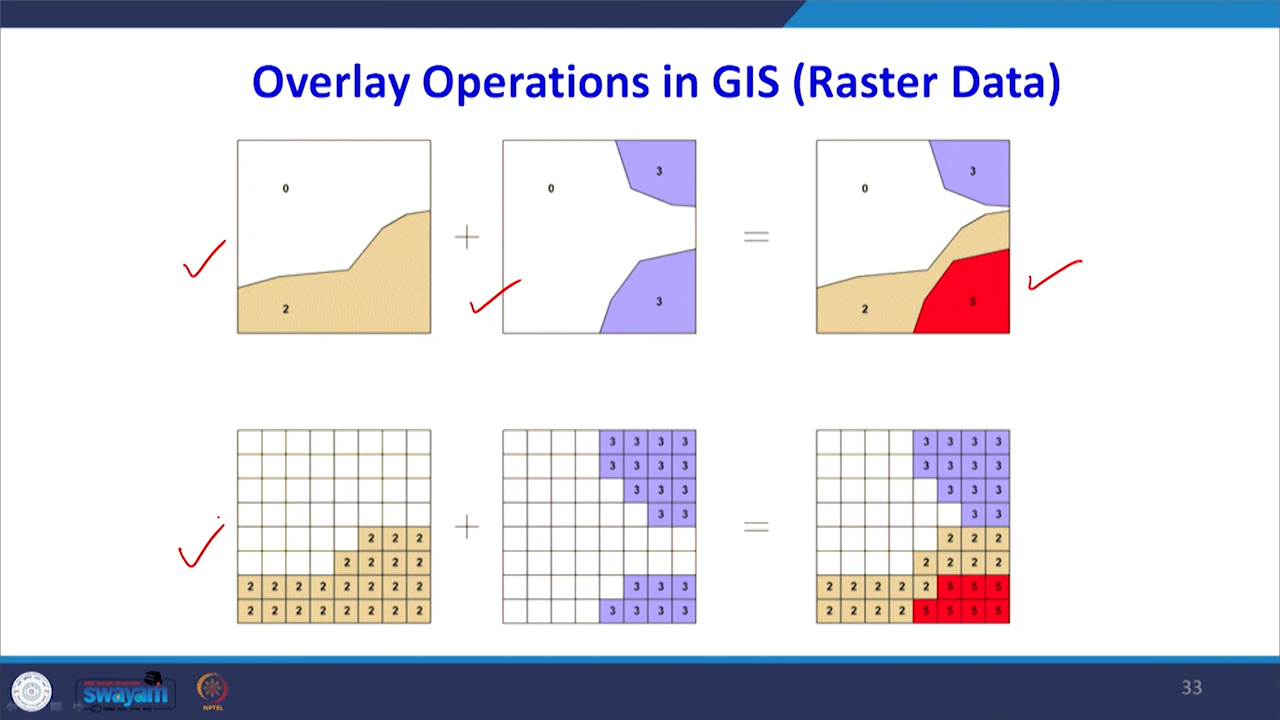 Overlay Operations in GIS (Raster Data)
0 0 3 0 3
2 3 2 5
3 3 3 3 3 3 3 3
3 3 3 3 3 3 3 3
3 3 3 3 3 3
3 3 3 3
2 2 2 2 2 2
2 2 2 2 2 2 2 2
2 2 2 2 2 2 2 2 3 3 3 2 2 2 2 2 5 5 5
2 2 2 2 2 2 2 2 3 3 3 3 2 2 2 2 5 5 5 5
+ =
+ =
swayam
NPTEL
33